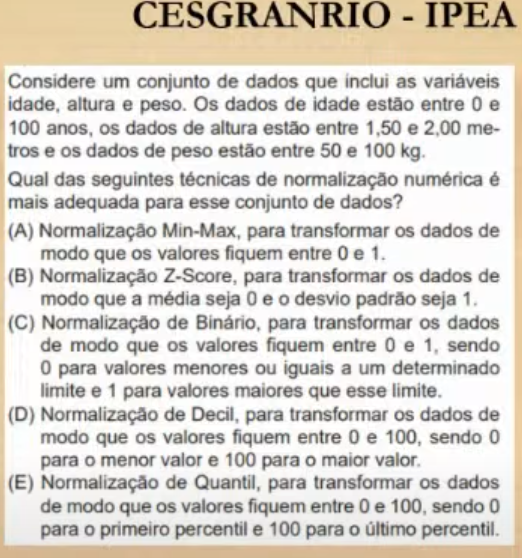 CESGRANRIO - IPEA
Considere um conjunto de dados que inclui as variáveis
idade, altura e peso. Os dados de idade estão entre 0 e
100 anos, os dados de altura estão entre 1,50 e 2,00 me-
tros e os dados de peso estão entre 50 e 100 kg.
Qual das seguintes técnicas de normalização numérica é
mais adequada para esse conjunto de dados?
(A) Normalização Min-Max, para transformar os dados de
modo que os valores fiquem entre 0 e 1.
(B) Normalização Z-Score, para transformar os dados de
modo que a média seja 0 e o desvio padrão seja 1.
(C) Normalização de Binário, para transformar os dados
de modo que os valores fiquem entre 0 e 1, sendo
0 para valores menores ou iguais a um determinado
limite e 1 para valores maiores que esse limite.
(D) Normalização de Decil, para transformar os dados de
modo que os valores fiquem entre 0 e 100, sendo 0
para o menor valor e 100 para o maior valor.
(E) Normalização de Quantil, para transformar os dados
de modo que os valores fiquem entre 0 e 100, sendo 0
para o primeiro percentil e 100 para o último percentil.